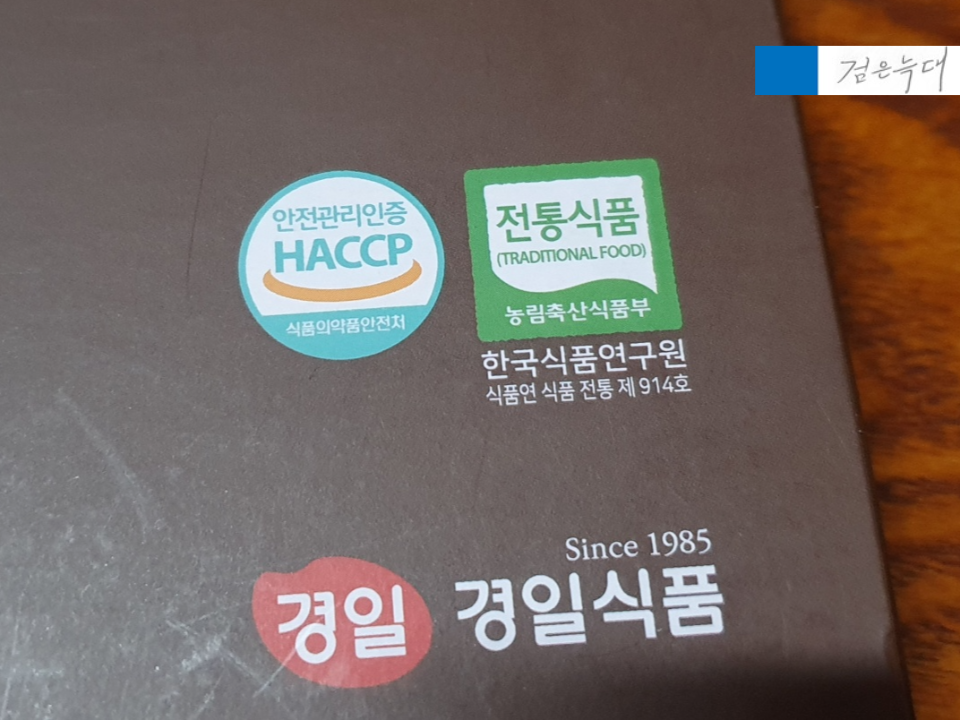 검은늑대
안전관리인증
HACCP
식품의약품안전처
전통식품
(TRADITIONAL FOOD)
농림축산식품부
한국식품연구원
식품연 식품 전통 제 914호
Since 1985
경일 경일식품